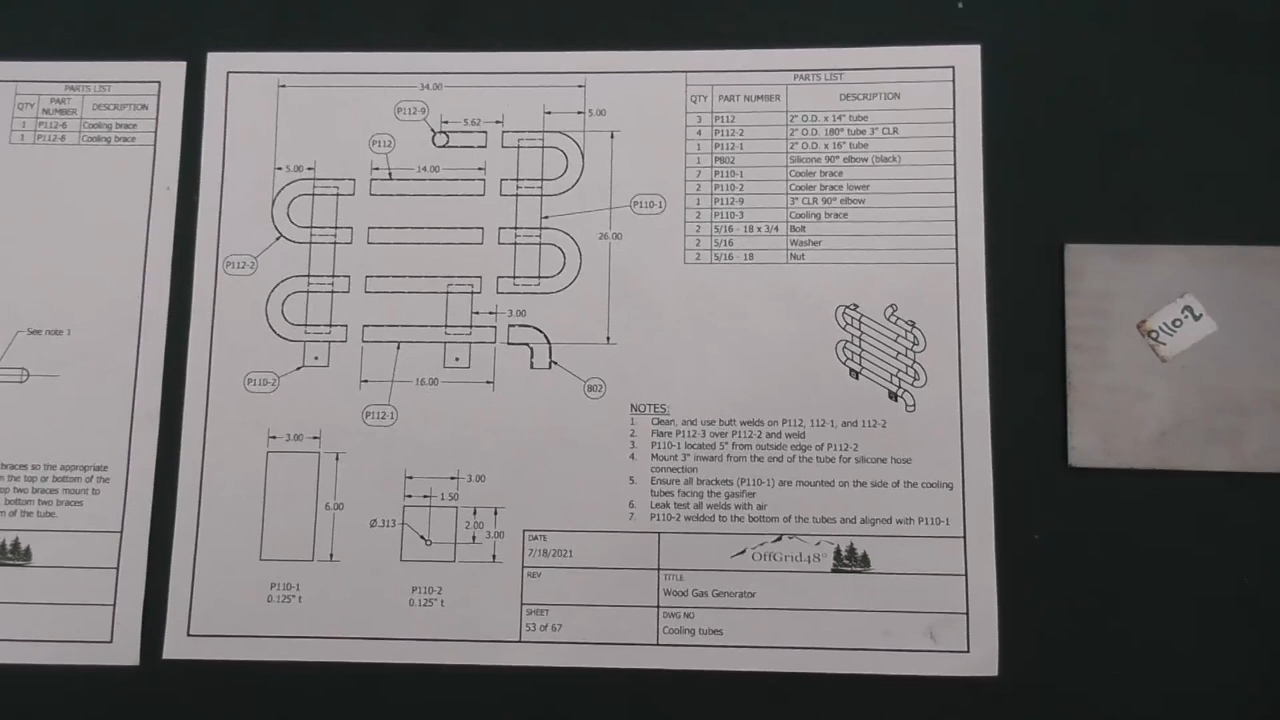 PARTS LIST
QTY PART NUMBER DESCRIPTION
1 P112-6 Cooling brace
1 P112-8 Cooling brace
See note 1
braces so the appropriate
m the top or bottom of the
op two braces mount to
bottom two braces
m of the tube.
34.00
P112-9
5.62
5.00
P112
5.00
14.00
P110-1
26.00
P112-2
3.00
P110-2
16.00
802
P112-1
3.00
6.00
P110-1
0.125" t
3.00
1.50
Ø.313
2.00
3.00
P110-2
0.125" t
PARTS LIST
QTY PART NUMBER DESCRIPTION
3 P112 2" O.D. x 14" tube
4 P112-2 2" O.D. 180° tube 3" CLR
1 P112-1 2" O.D. x 16" tube
1 P802 Silicone 90° elbow (black)
7 P110-1 Cooler brace
2 P110-2 Cooler brace lower
1 P112-9 3" CLR 90° elbow
2 P110-3 Cooling brace
2 5/16 - 18 x 3/4 Bolt
2 5/16 Washer
2 5/16 - 18 Nut
NOTES:
1. Clean, and use butt welds on P112, 112-1, and 112-2
2. Flare P112-3 over P112-2 and weld
3. P110-1 located 5" from outside edge of P112-2
4. Mount 3" inward from the end of the tube for silicone hose
connection
5. Ensure all brackets (P110-1) are mounted on the side of the cooling
tubes facing the gasifier
6. Leak test all welds with air
7. P110-2 welded to the bottom of the tubes and aligned with P110-1
DATE
7/18/2021
OffGrid48°
REV
TITLE
Wood Gas Generator
SHEET
53 of 67
DWG NO
Cooling tubes
P110-2